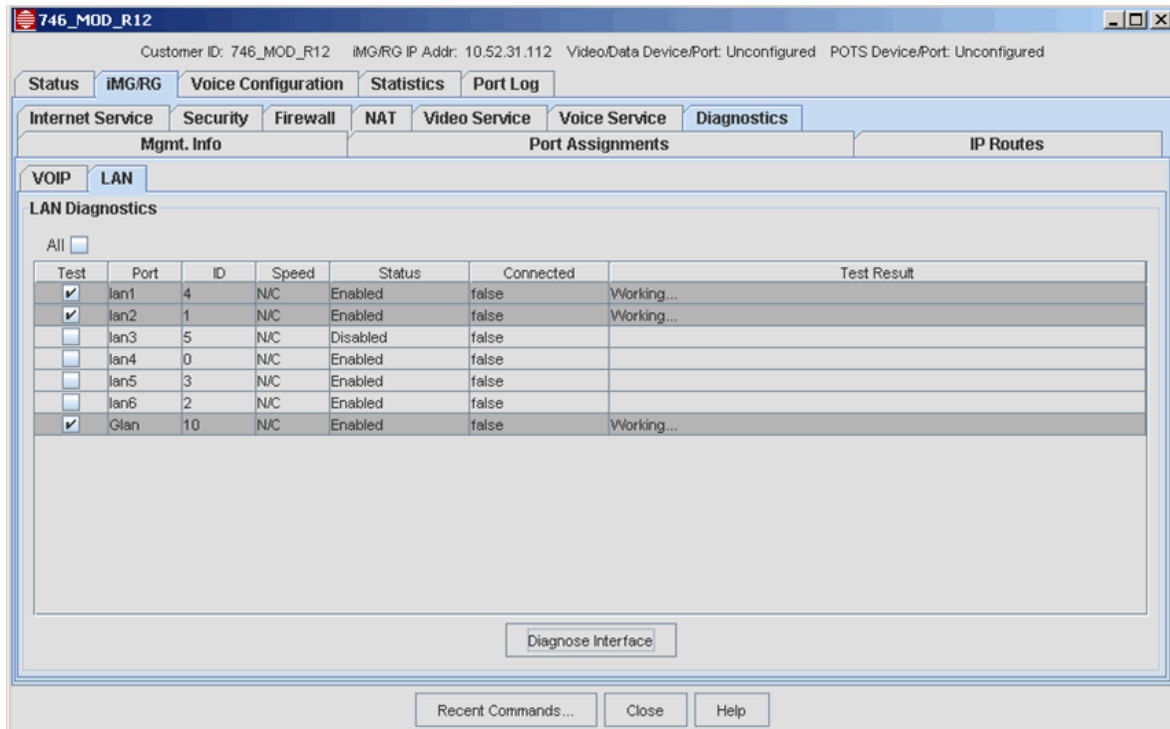 746_MOD_R12
Customer ID: 746_MOD_R12 iMG/RG IP Addr: 10.52.31.112 Video/Data Device/Port: Unconfigured POTS Device/Port: Unconfigured
Status iMG/RG Voice Configuration Statistics Port Log
Internet Service Security Firewall NAT Video Service Voice Service Diagnostics
Mgmt. Info Port Assignments IP Routes
VOIP LAN
LAN Diagnostics
All
Test Port ID Speed Status Connected Test Result
lan1 4 N/C Enabled false Working...
lan2 1 N/C Enabled false Working...
lan3 5 N/C Disabled false
lan4 0 N/C Enabled false
lan5 3 N/C Enabled false
lan6 2 N/C Enabled false
Glan 10 N/C Enabled false Working...
Diagnose Interface
Recent Commands... Close Help